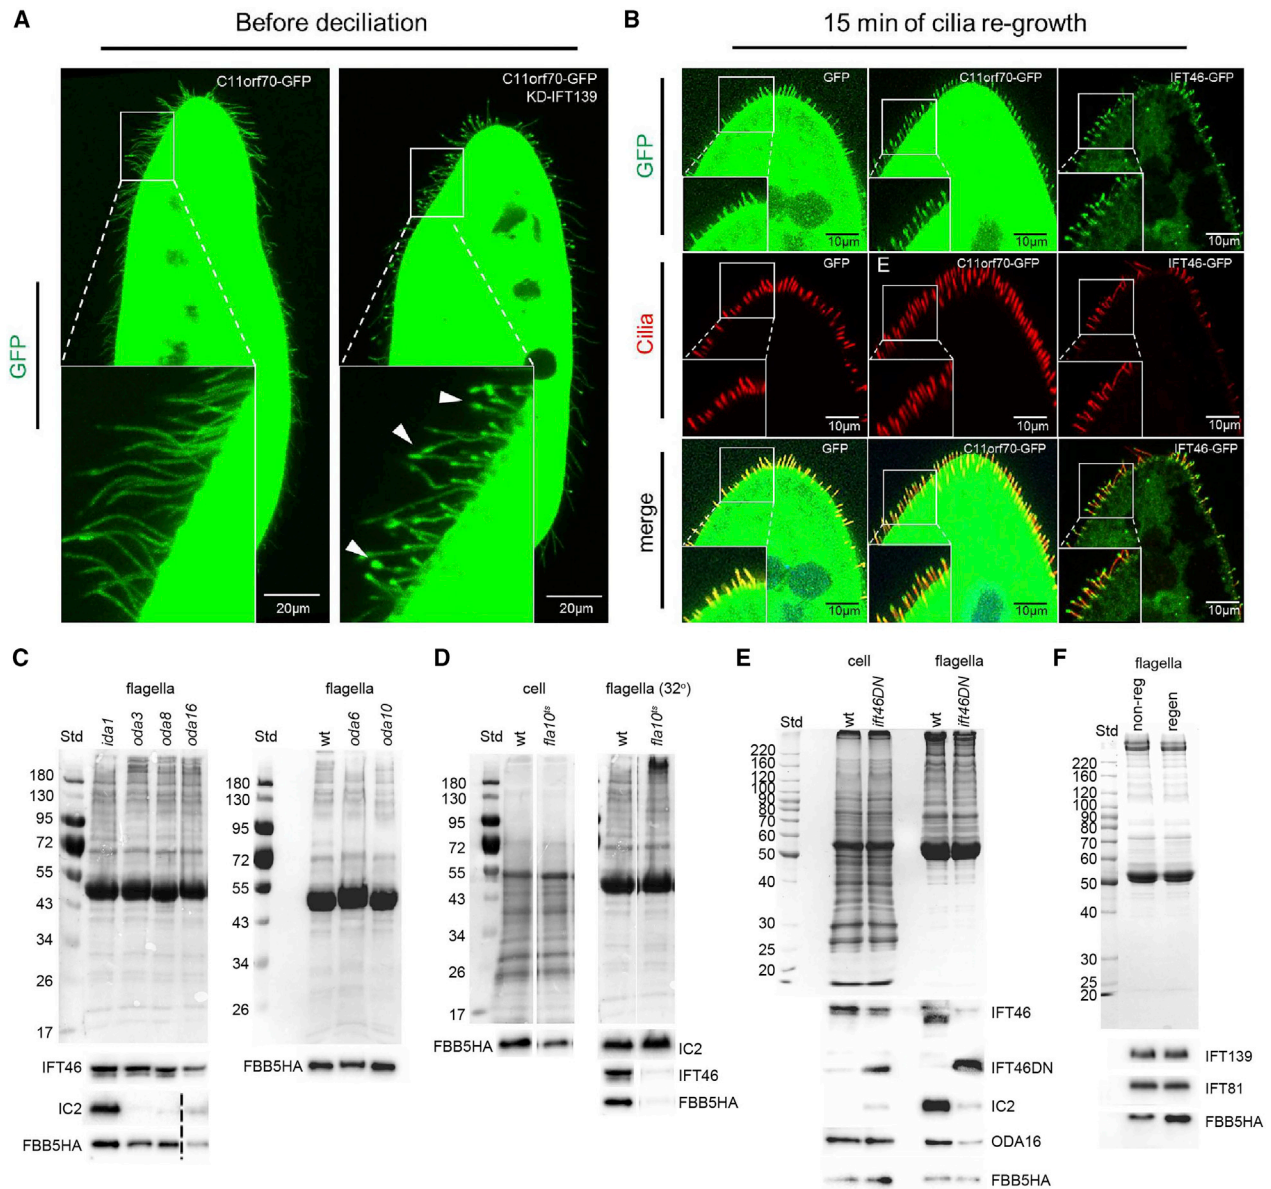 A
Before deciliation
C11orf70-GFP
C11orf70-GFP
KD-IFT139
GFP
20µm
20µm
B
15 min of cilia re-growth
GFP
GFP
C11orf70-GFP
IFT46-GFP
10µm
10µm
10µm
Cilia
GFP
E
C11orf70-GFP
IFT46-GFP
10µm
10µm
10µm
merge
GFP
C11orf70-GFP
IFT46-GFP
10µm
10µm
10µm
C
flagella
Std
ida1
oda3
oda8
oda16
180
130
95
72
55
43
34
26
17
IFT46
IC2
FBB5HA
flagella
Std
wt
oda6
oda10
180
130
95
72
55
43
34
26
FBB5HA
D
cell
flagella (32°)
Std
wt
fla10ts
wt
fla10ts
180
130
95
72
55
43
34
26
17
FBB5HA
IC2
IFT46
FBB5HA
E
cell
flagella
Std
wt
ift46DN
wt
ift46DN
220
160
120
100
90
80
70
60
50
40
30
25
20
IFT46
IFT46DN
IC2
ODA16
FBB5HA
F
flagella
Std
non-reg
regen
220
160
120
100
90
80
70
60
50
40
30
25
20
IFT139
IFT81
FBB5HA